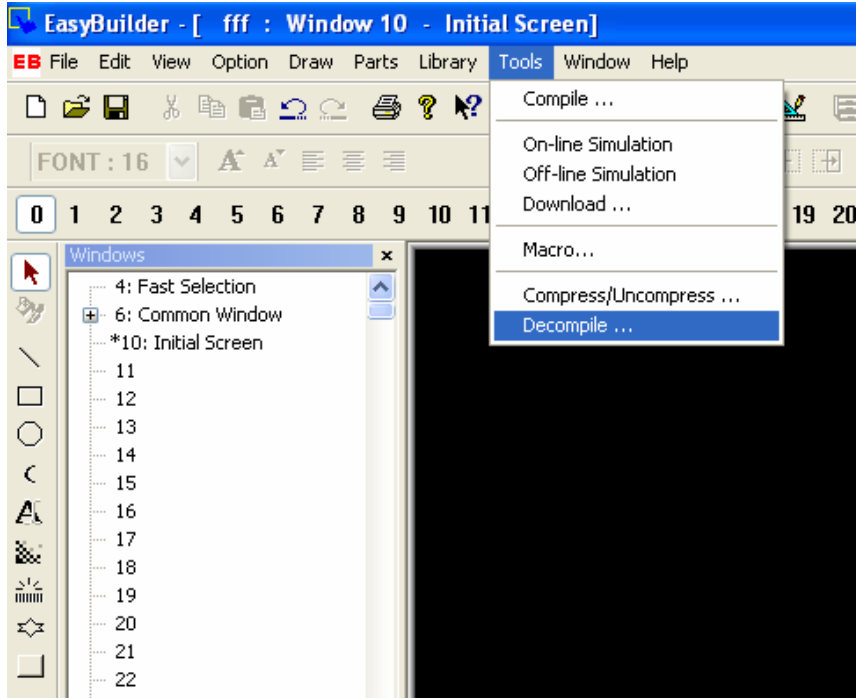 EasyBuilder - [ fff : Window 10 - Initial Screen]
EB File Edit View Option Draw Parts Library Tools Window Help
Compile ...
On-line Simulation
Off-line Simulation
Download ...
Macro...
Compress/Uncompress ...
Decompile ...
FONT : 16 A A
0 1 2 3 4 5 6 7 8 9 10 11 19 20
Windows
4: Fast Selection
6: Common Window
*10: Initial Screen
11
12
13
14
15
16
17
18
19
20
21
22